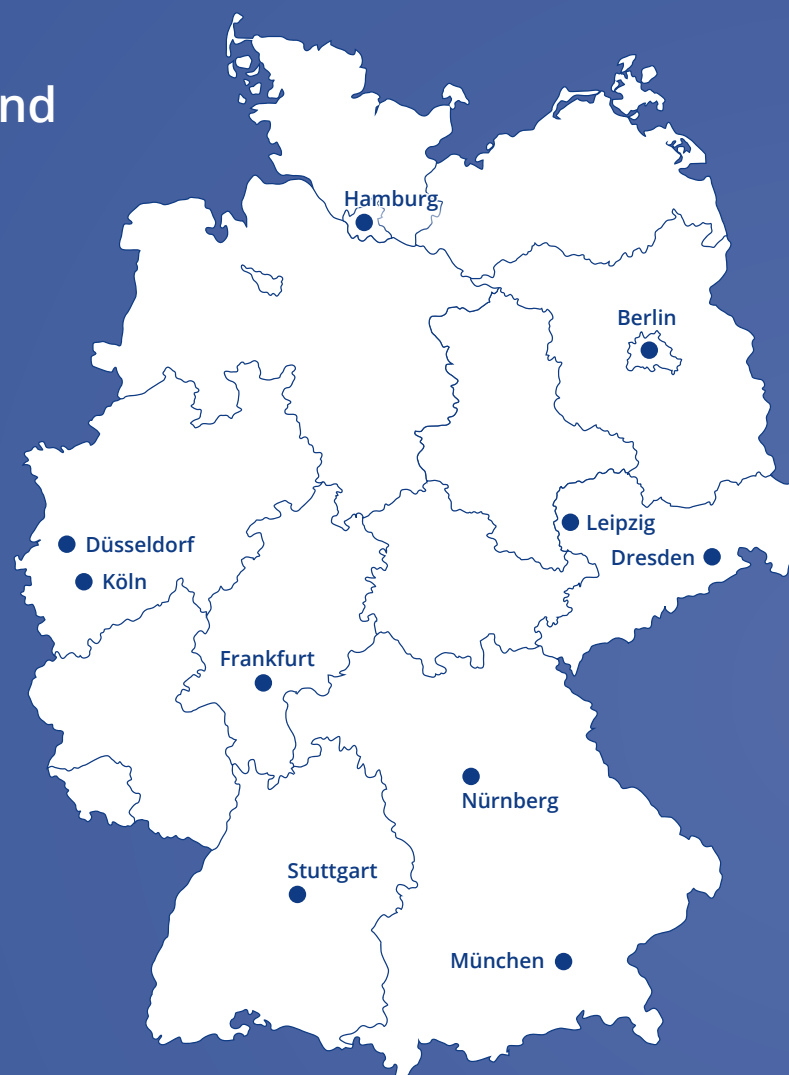 nd
Hamburg
Berlin
Leipzig
Düsseldorf
Dresden
Köln
Frankfurt
Nürnberg
Stuttgart
München